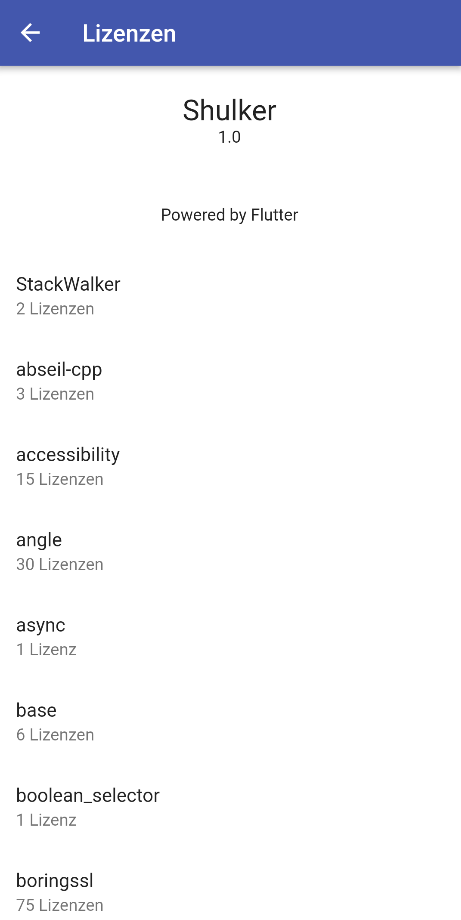 Lizenzen
Shulker
1.0
Powered by Flutter
StackWalker
2 Lizenzen
abseil-cpp
3 Lizenzen
accessibility
15 Lizenzen
angle
30 Lizenzen
async
1 Lizenz
base
6 Lizenzen
boolean_selector
1 Lizenz
boringssl
75 Lizenzen